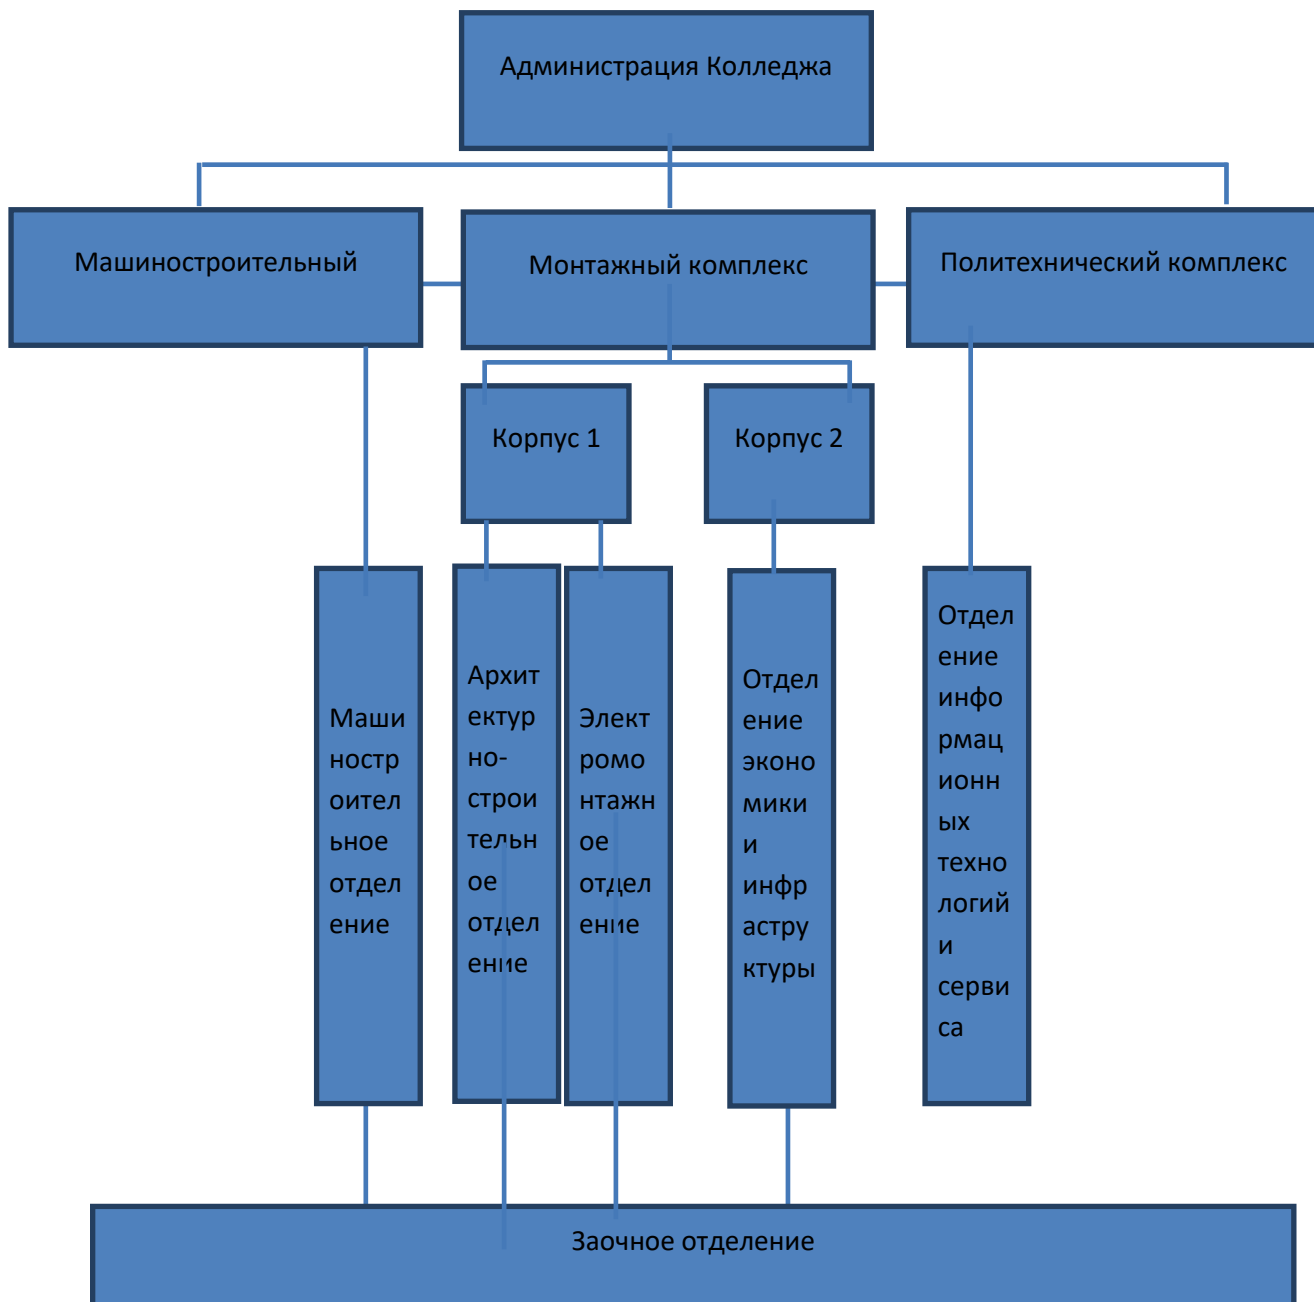 Администрация Колледжа
Машиностроительный
Монтажный комплекс
Политехнический комплекс
Корпус 1
Корпус 2
Маши
ностр
оител
ьное
отдел
ение
Архит
ектур
но-
строи
тельн
ое
отдел
ение
Элект
ромо
нтажн
ое
отдел
ение
Отдел
ение
эконо
мики
и
инфр
астру
ктуры
Отдел
ение
инфо
рмац
ионн
ых
техно
логий
и
серви
са
Заочное отделение